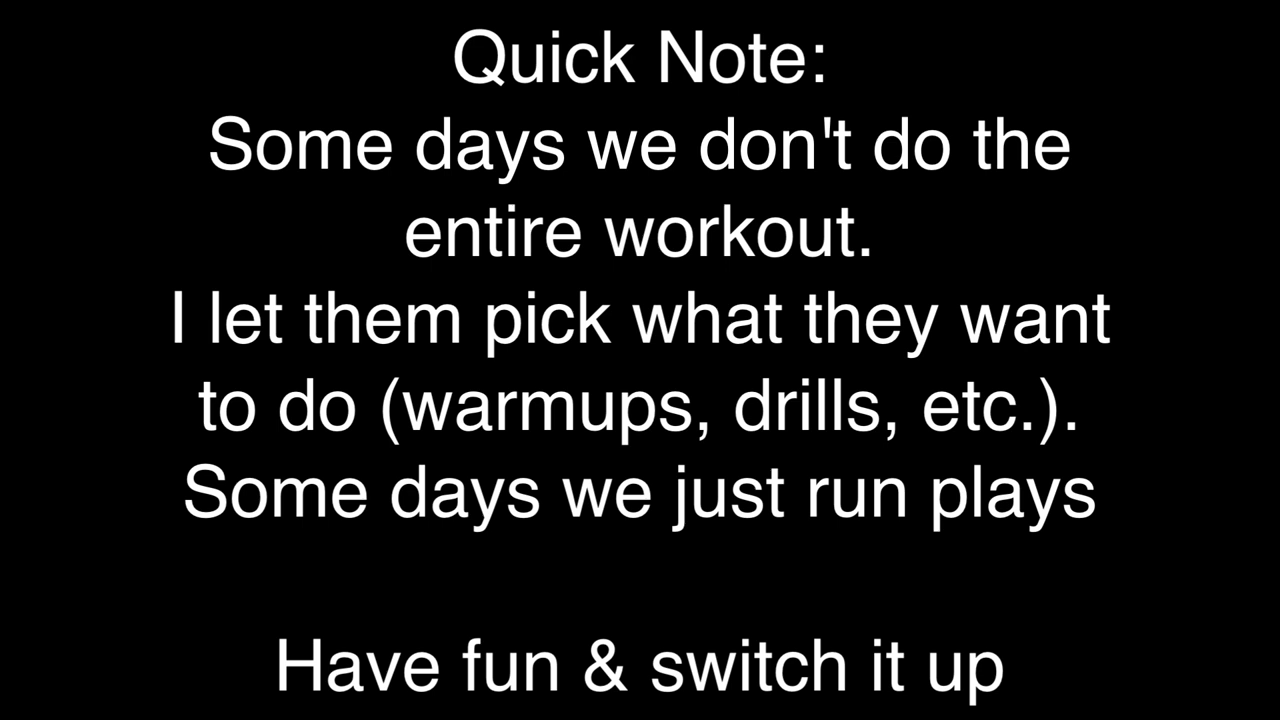 Quick Note:
Some days we don't do the
entire workout.
I let them pick what they want
to do (warmups, drills, etc.).
Some days we just run plays
Have fun & switch it up